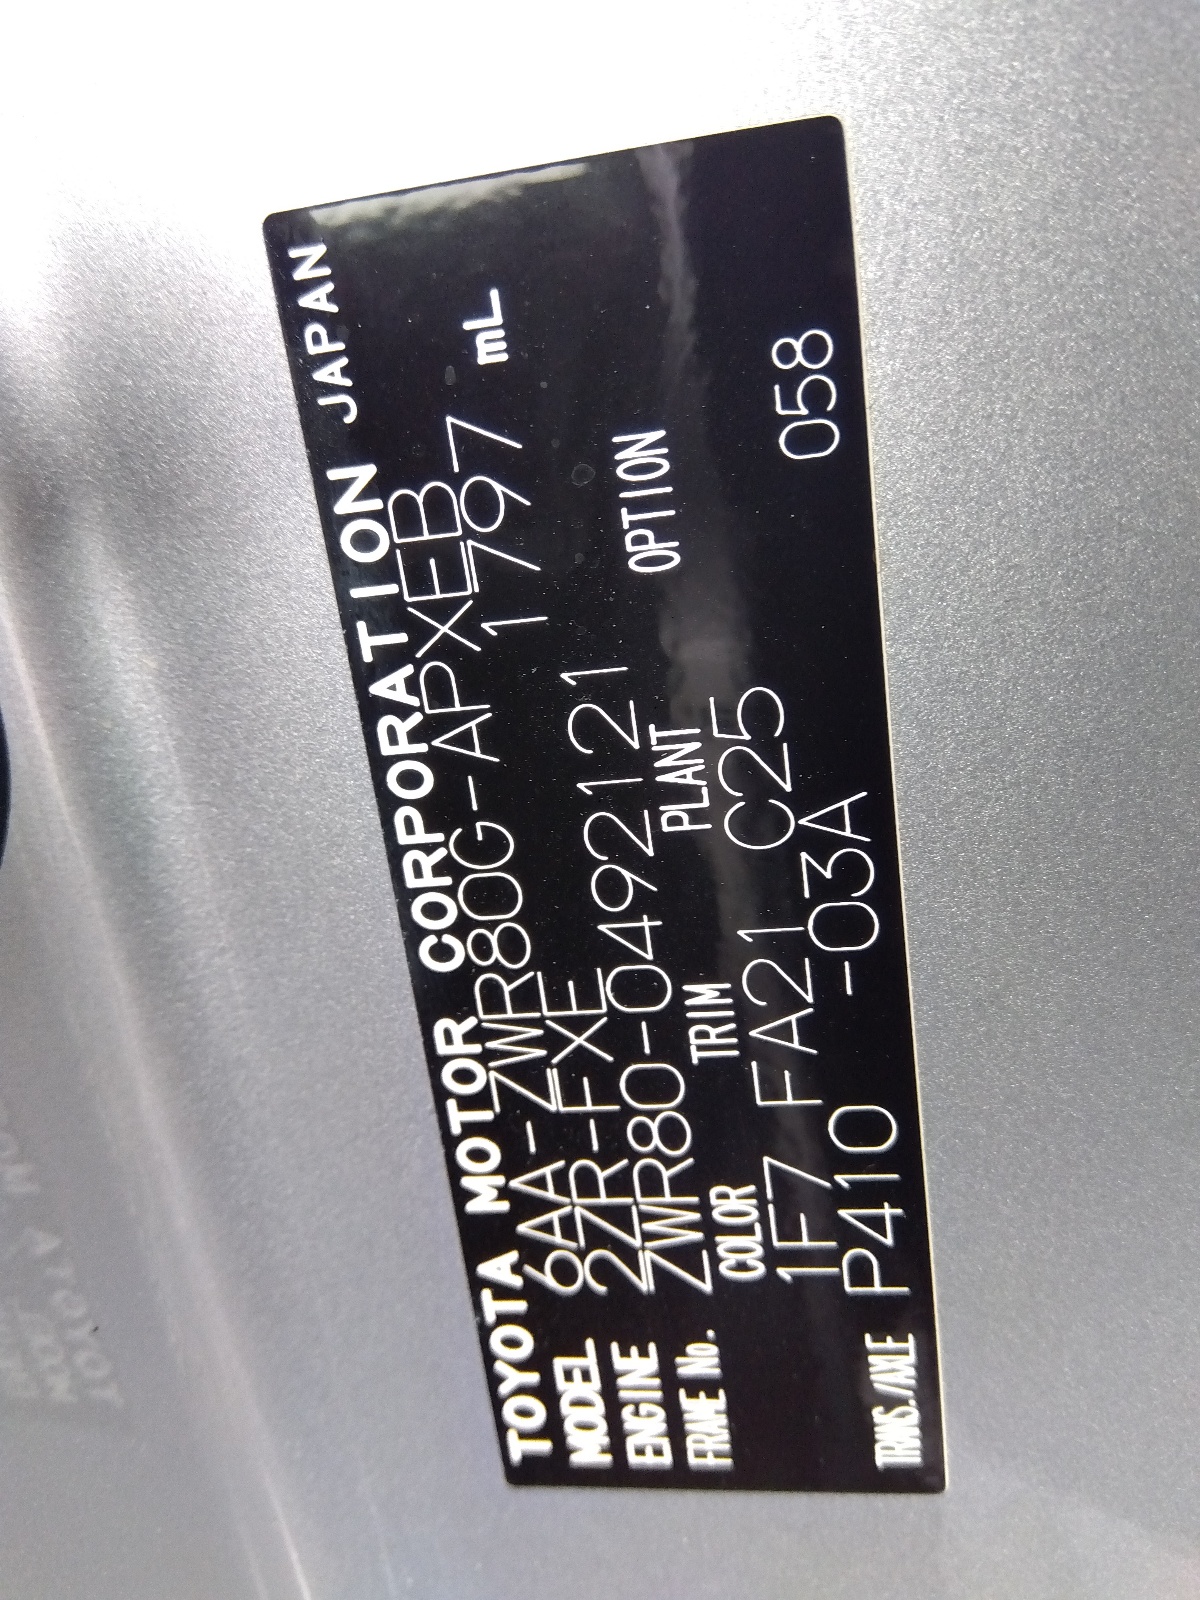 TOYOTA MOTOR CORPORATION JAPAN
MODEL 6AA-ZWR80G-APXEB
ENGINE 2ZR-FXE 1797 mL
FRAME No. ZWR80-0492121
COLOR TRIM PLANT OPTION
1F7 FA21 C25
TRANS./AXLE P410 -03A 058